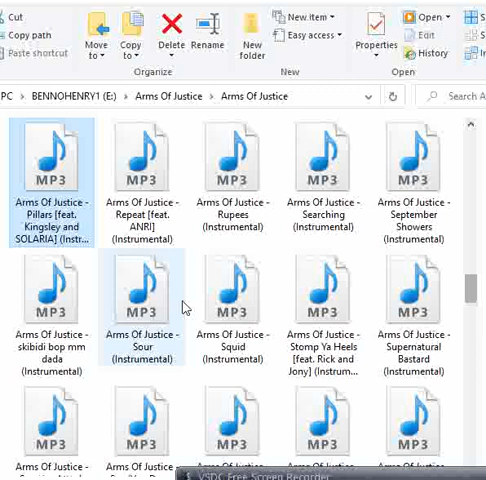 Cut
Copy path
Paste shortcut
Move to
Copy to
Delete
Rename
New folder
New item
Easy access
Properties
Open
Edit
History
Organize
New
Open
PC > BENNOHENRY1 (E:) > Arms Of Justice > Arms Of Justice
Search A
MP3
MP3
MP3
MP3
MP3
Arms Of Justice -
Pillars [feat.
Kingsley and
SOLARIA] (Instr...
Arms Of Justice -
Repeat [feat.
ANRI]
(Instrumental)
Arms Of Justice -
Rupees
(Instrumental)
Arms Of Justice -
Searching
(Instrumental)
Arms Of Justice -
September
Showers
(Instrumental)
MP3
MP3
MP3
MP3
MP3
Arms Of Justice -
skibidi bop mm
dada
(Instrumental)
Arms Of Justice -
Sour
(Instrumental)
Arms Of Justice -
Squid
(Instrumental)
Arms Of Justice -
Stomp Ya Heels
[feat. Rick and
Jony] (Instrum...
Arms Of Justice -
Supernatural
Bastard
(Instrumental)
MP3
MP3
MP3
MP3
MP3
Arms Of Justice -
Arms Of Justice -
VSDC Free Screen Recorder